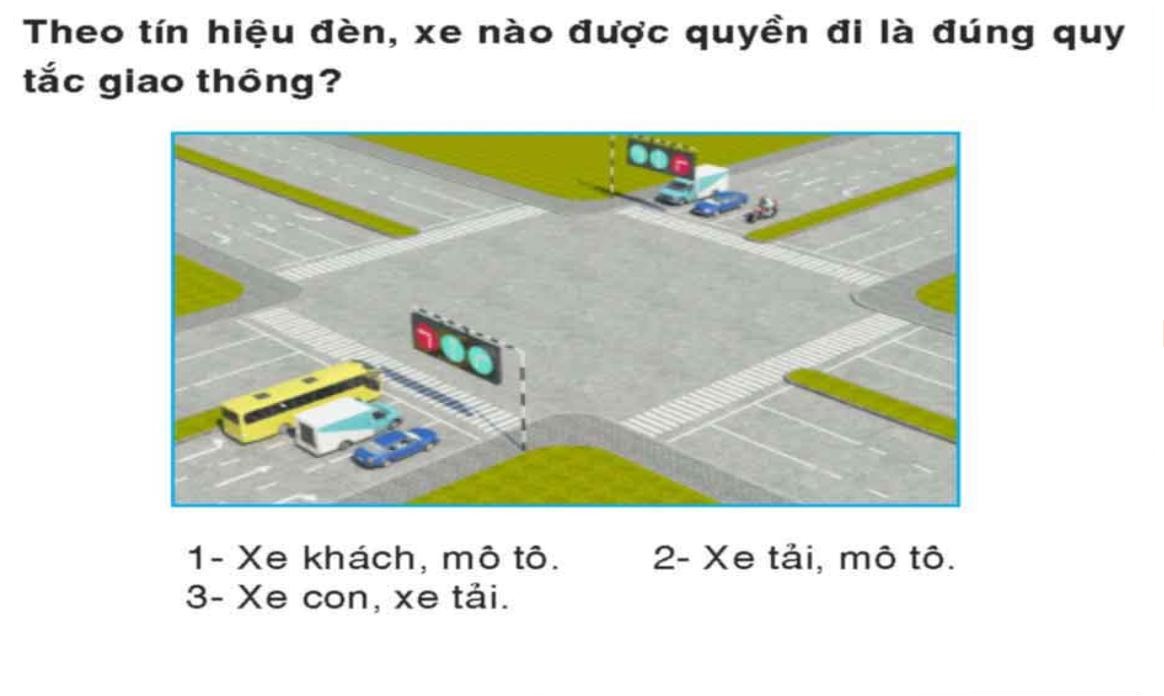 Theo tín hiệu đèn, xe nào được quyền đi là đúng quy
tắc giao thông?
1- Xe khách, mô tô. 2- Xe tải, mô tô.
3- Xe con, xe tải.